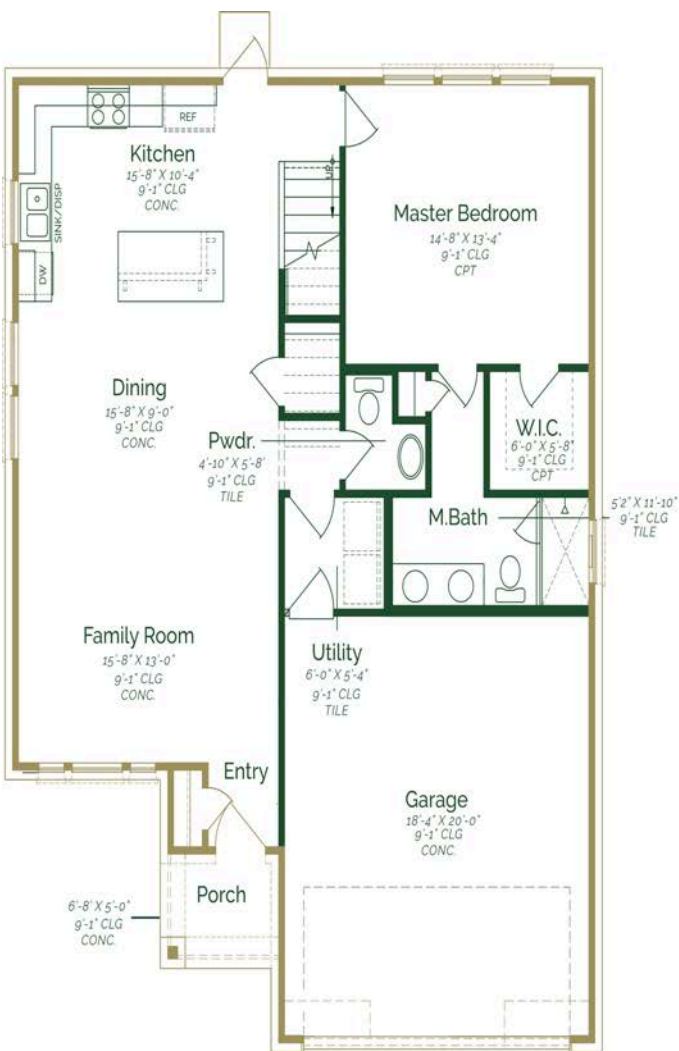 REF
Kitchen
15'-8" X 10'-4"
9'-1" CLG
CONC.
UP
SINK/DISP
DW
Master Bedroom
14'-8" X 13'-4"
9'-1" CLG
CPT
Dining
15'-8" X 9'-0"
9'-1" CLG
CONC.
Pwdr.
4'-10" X 5'-8'
9'-1" CLG
TILE
W.I.C.
6'-0" X 5'-8"
9'-1" CLG
CPT
M.Bath
5'2" X 11'-10"
9'-1" CLG
TILE
Family Room
15'-8" X 13'-0"
9'-1" CLG
CONC.
Utility
6'-0" X 5'-4"
9'-1" CLG
TILE
Entry
Garage
18'-4" X 20'-0"
9'-1" CLG
CONC.
Porch
6'-8' X 5'-0"
9'-1" CLG
CONC.